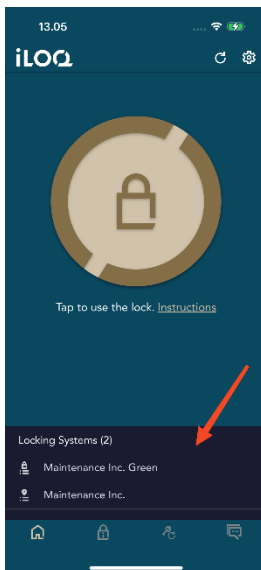 13.05
iLOQ
Tap to use the lock. Instructions
Locking Systems (2)
Maintenance Inc. Green
Maintenance Inc.